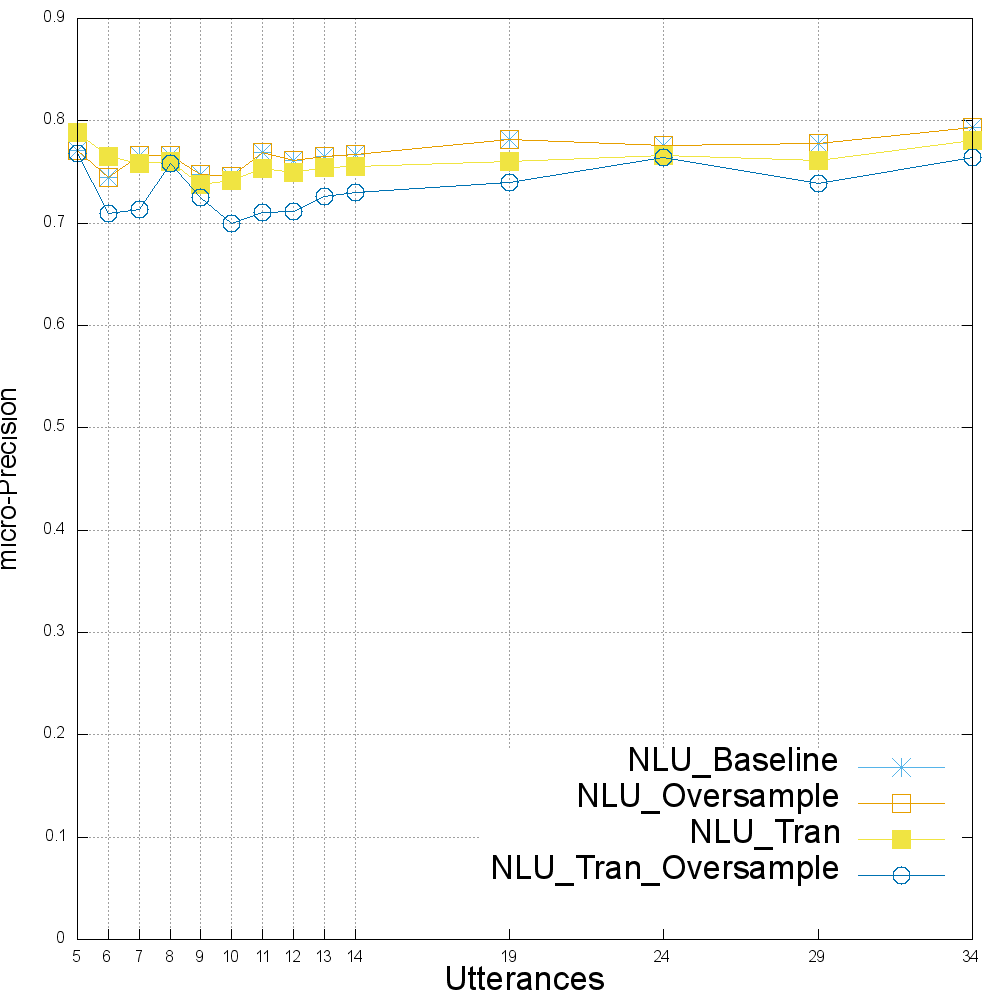 0.9
0.8
0.7
0.6
0.5
0.4
0.3
0.2
0.1
0
micro-Precision
NLU_Baseline
NLU_Oversample
NLU_Tran
NLU_Tran_Oversample
5 6 7 8 9 10 11 12 13 14 19 24 29 34
Utterances